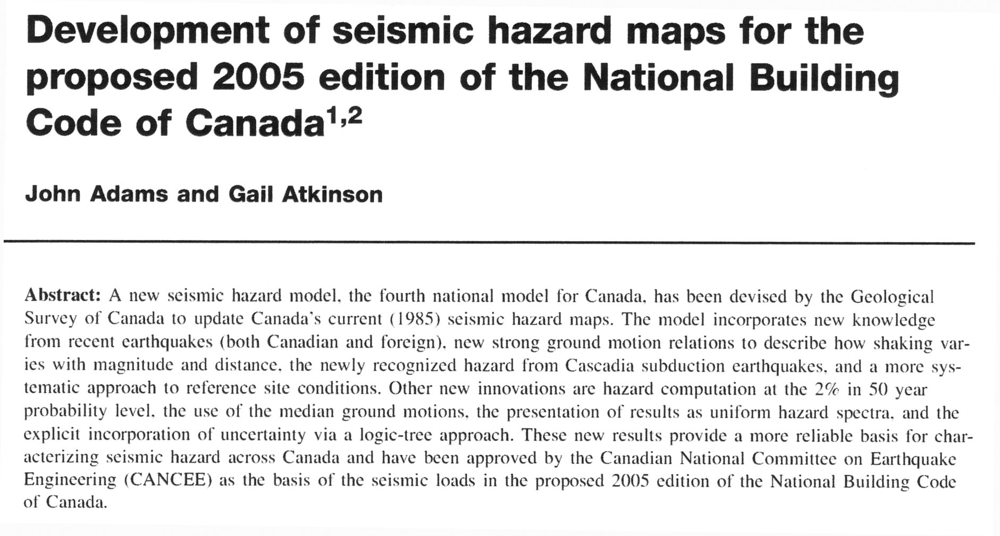 Development of seismic hazard maps for the
proposed 2005 edition of the National Building
Code of Canada1,2
John Adams and Gail Atkinson
Abstract: A new seismic hazard model, the fourth national model for Canada, has been devised by the Geological
Survey of Canada to update Canada's current (1985) seismic hazard maps. The model incorporates new knowledge
from recent earthquakes (both Canadian and foreign), new strong ground motion relations to describe how shaking var-
ies with magnitude and distance, the newly recognized hazard from Cascadia subduction earthquakes, and a more sys-
tematic approach to reference site conditions. Other new innovations are hazard computation at the 2% in 50 year
probability level, the use of the median ground motions, the presentation of results as uniform hazard spectra, and the
explicit incorporation of uncertainty via a logic-tree approach. These new results provide a more reliable basis for char-
acterizing seismic hazard across Canada and have been approved by the Canadian National Committee on Earthquake
Engineering (CANCEE) as the basis of the seismic loads in the proposed 2005 edition of the National Building Code
of Canada.